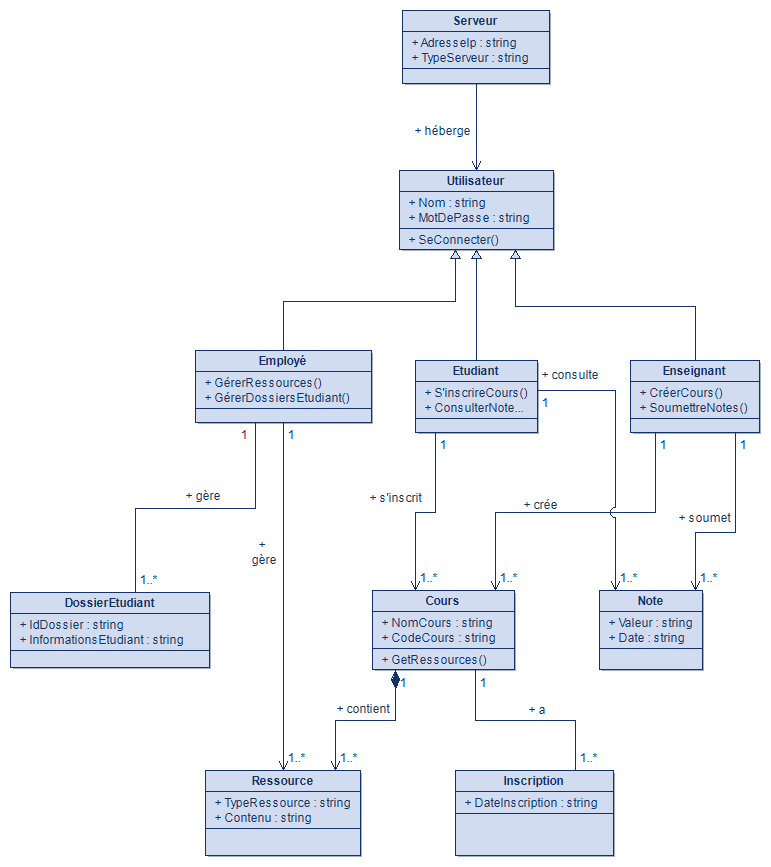 Serveur
+ AdresseIp : string
+ TypeServeur : string
+ héberge
Utilisateur
+ Nom : string
+ MotDePasse : string
+ SeConnecter()
Employé
+ GérerRessources()
+ GérerDossiersEtudiant()
Etudiant
+ S'inscrireCours()
+ ConsulterNote...
Enseignant
+ CréerCours()
+ SoumettreNotes()
+ consulte
1
1
1
1
1
1
+ gère
+ s'inscrit
+ crée
+ soumet
+
gère
1..*
1..*
1..*
1..*
1..*
DossierEtudiant
+ IdDossier : string
+ InformationsEtudiant : string
Cours
+ NomCours : string
+ CodeCours : string
+ GetRessources()
Note
+ Valeur : string
+ Date : string
1
1
+ contient
+ a
1..*
1..*
1..*
Ressource
+ TypeRessource : string
+ Contenu : string
Inscription
+ DateInscription : string